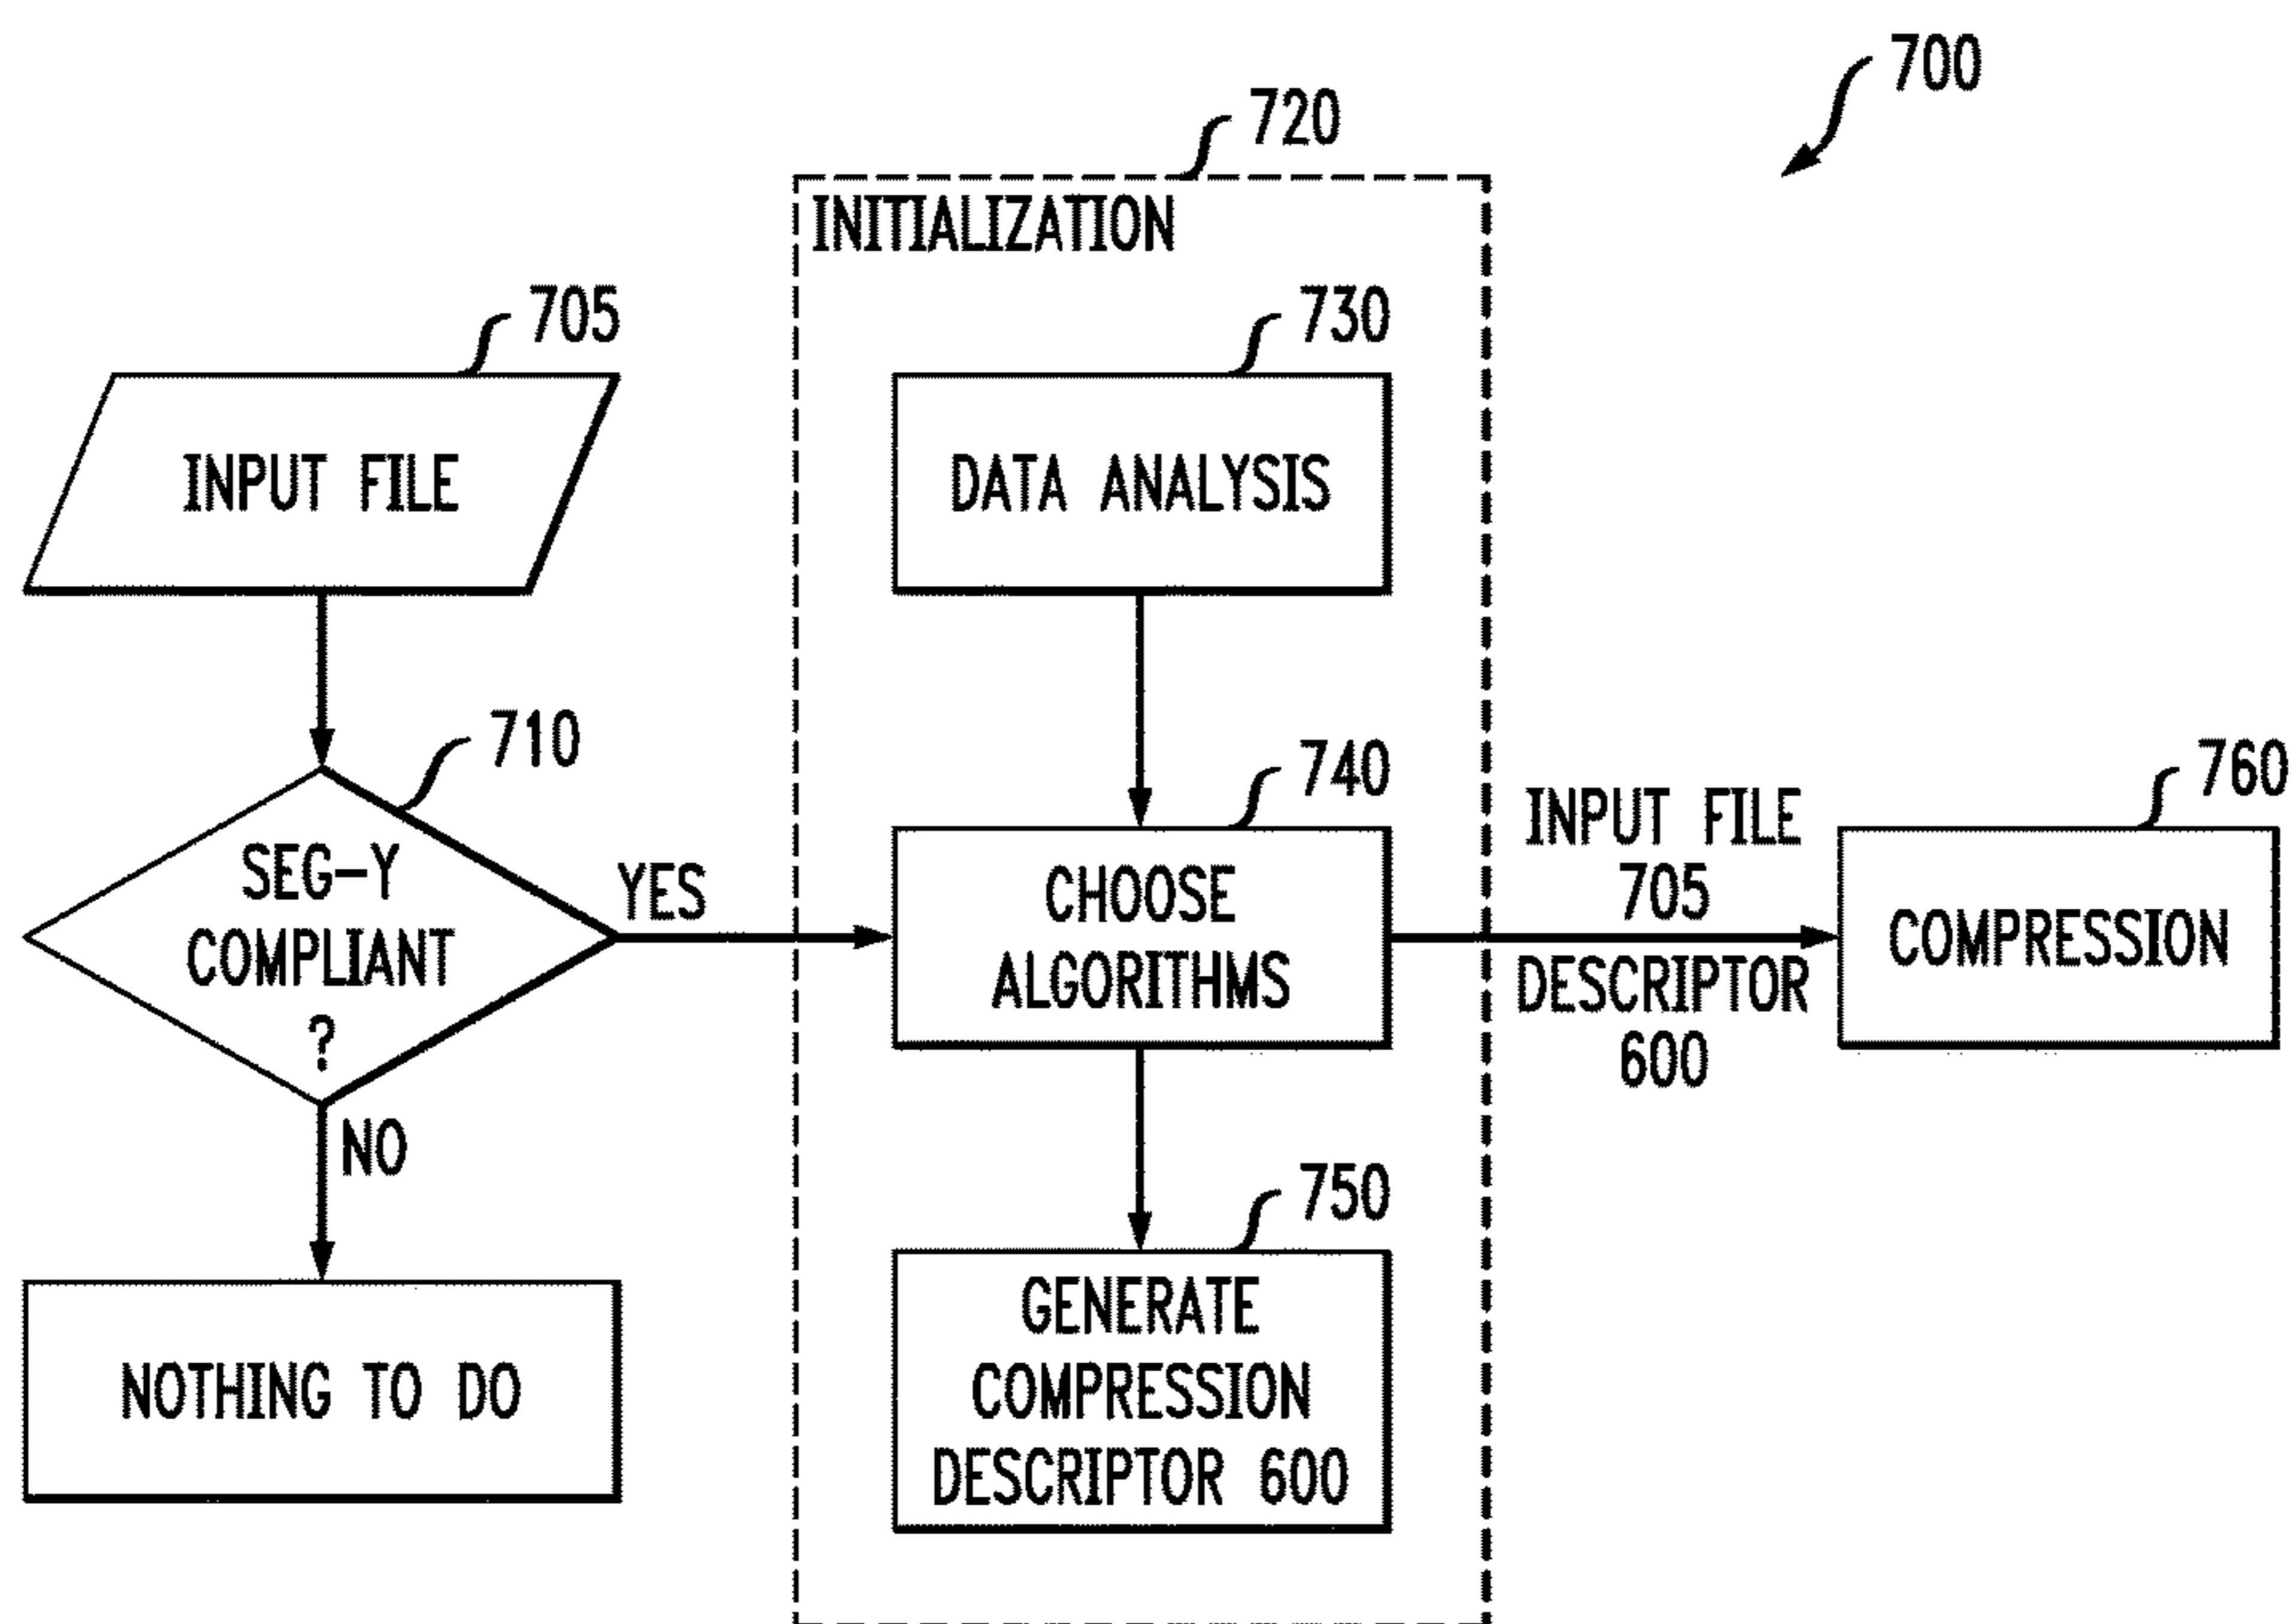 700
720
INITIALIZATION
705
INPUT FILE
730
DATA ANALYSIS
710
SEG-Y
COMPLIANT
?
YES
NO
NOTHING TO DO
740
CHOOSE
ALGORITHMS
750
GENERATE
COMPRESSION
DESCRIPTOR 600
INPUT FILE
705
DESCRIPTOR
600
760
COMPRESSION